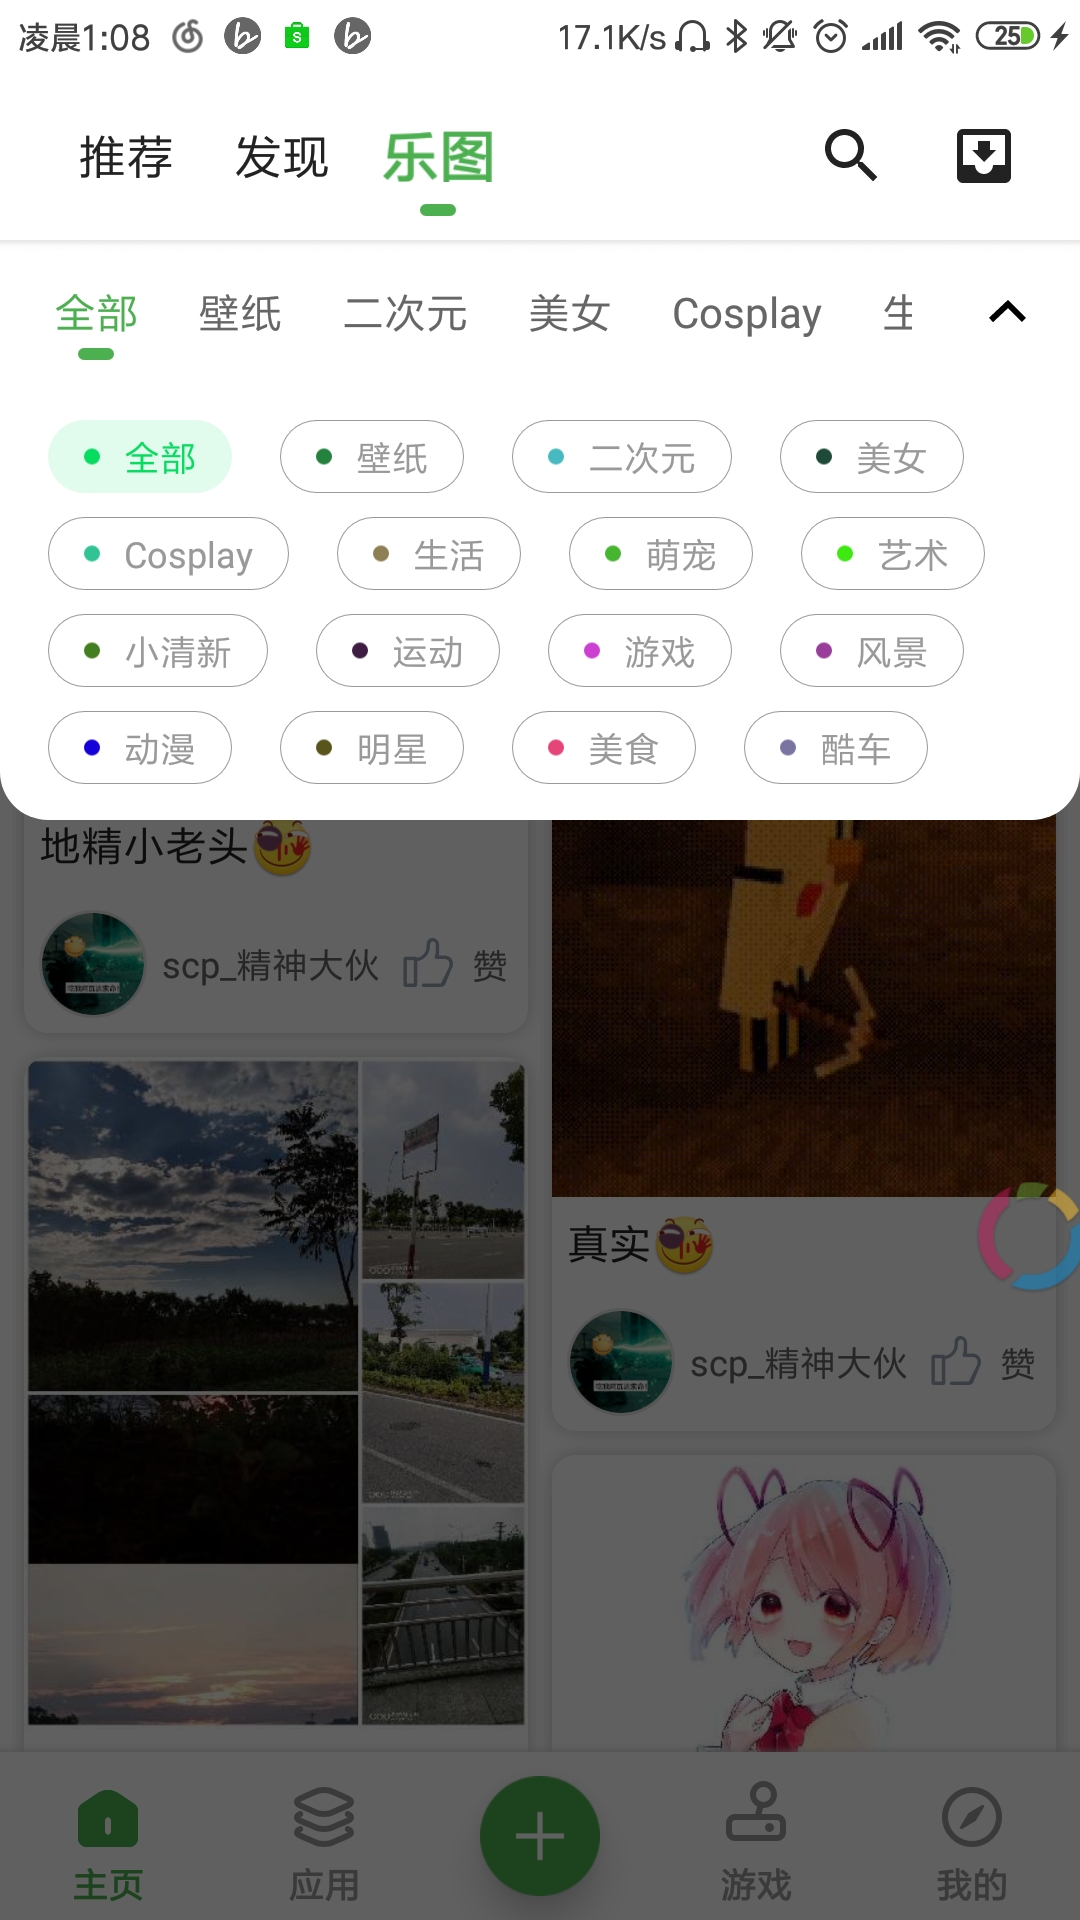 凌晨1:08 17.1K/s 25
推荐 发现 乐图
全部 壁纸 二次元 美女 Cosplay 生
全部 壁纸 二次元 美女
Cosplay 生活 萌宠 艺术
小清新 运动 游戏 风景
动漫 明星 美食 酷车
地精小老头
scp_精神大伙 赞
真实
scp_精神大伙 赞
主页 应用 游戏 我的